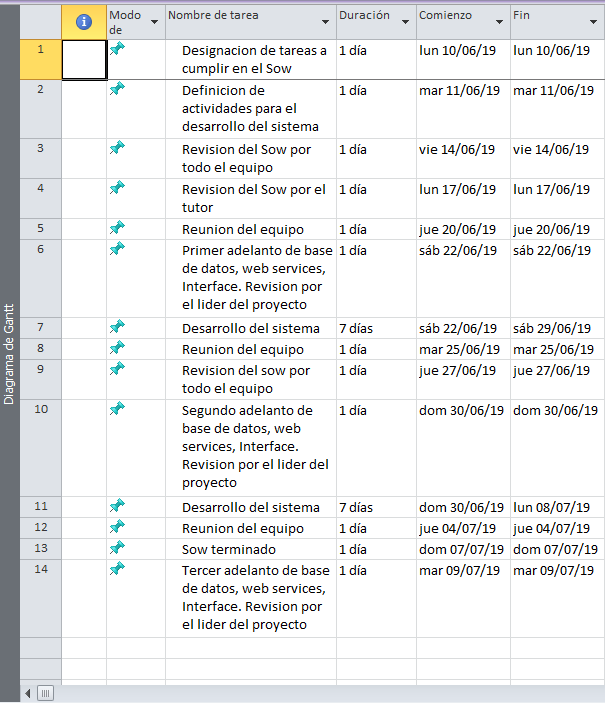 Modo de
Nombre de tarea
Duración
Comienzo
Fin
1 Designacion de tareas a 1 día lun 10/06/19 lun 10/06/19
cumplir en el Sow
2 Definicion de 1 día mar 11/06/19 mar 11/06/19
actividades para el
desarrollo del sistema
3 Revision del Sow por 1 día vie 14/06/19 vie 14/06/19
todo el equipo
4 Revision del Sow por el 1 día lun 17/06/19 lun 17/06/19
tutor
5 Reunion del equipo 1 día jue 20/06/19 jue 20/06/19
6 Primer adelanto de base 1 día sáb 22/06/19 sáb 22/06/19
de datos, web services,
Interface. Revision por
el lider del proyecto
7 Desarrollo del sistema 7 días sáb 22/06/19 sáb 29/06/19
8 Reunion del equipo 1 día mar 25/06/19 mar 25/06/19
9 Revision del sow por 1 día jue 27/06/19 jue 27/06/19
todo el equipo
10 Segundo adelanto de 1 día dom 30/06/19 dom 30/06/19
base de datos, web
services, Interface.
Revision por el lider del
proyecto
11 Desarrollo del sistema 7 días dom 30/06/19 lun 08/07/19
12 Reunion del equipo 1 día jue 04/07/19 jue 04/07/19
13 Sow terminado 1 día dom 07/07/19 dom 07/07/19
14 Tercer adelanto de base 1 día mar 09/07/19 mar 09/07/19
de datos, web services,
Interface. Revision por
el lider del proyecto
Diagrama de Gantt